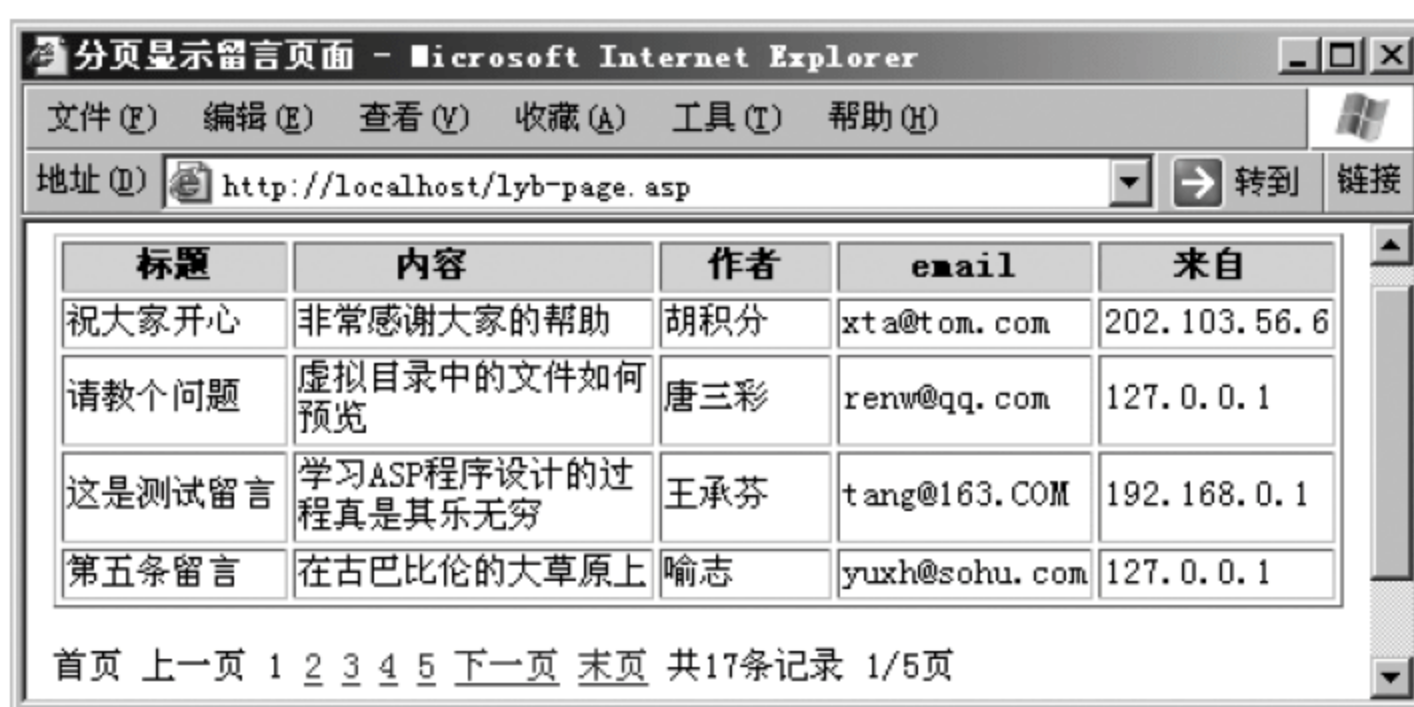 分页显示留言页面 - Microsoft Internet Explorer
文件(F) 编辑(E) 查看(V) 收藏(A) 工具(T) 帮助(H)
地址(D) http://localhost/lyb-page.asp 转到 链接
标题 内容 作者 email 来自
祝大家开心 非常感谢大家的帮助 胡积分 xta@tom.com 202.103.56.6
请教个问题 虚拟目录中的文件如何
预览 唐三彩 renw@qq.com 127.0.0.1
这是测试留言 学习ASP程序设计的过
程真是其乐无穷 王承芬 tang@163.COM 192.168.0.1
第五条留言 在古巴比伦的大草原上 喻志 yuxh@sohu.com 127.0.0.1
首页 上一页 1 2 3 4 5 下一页 末页 共17条记录 1/5页